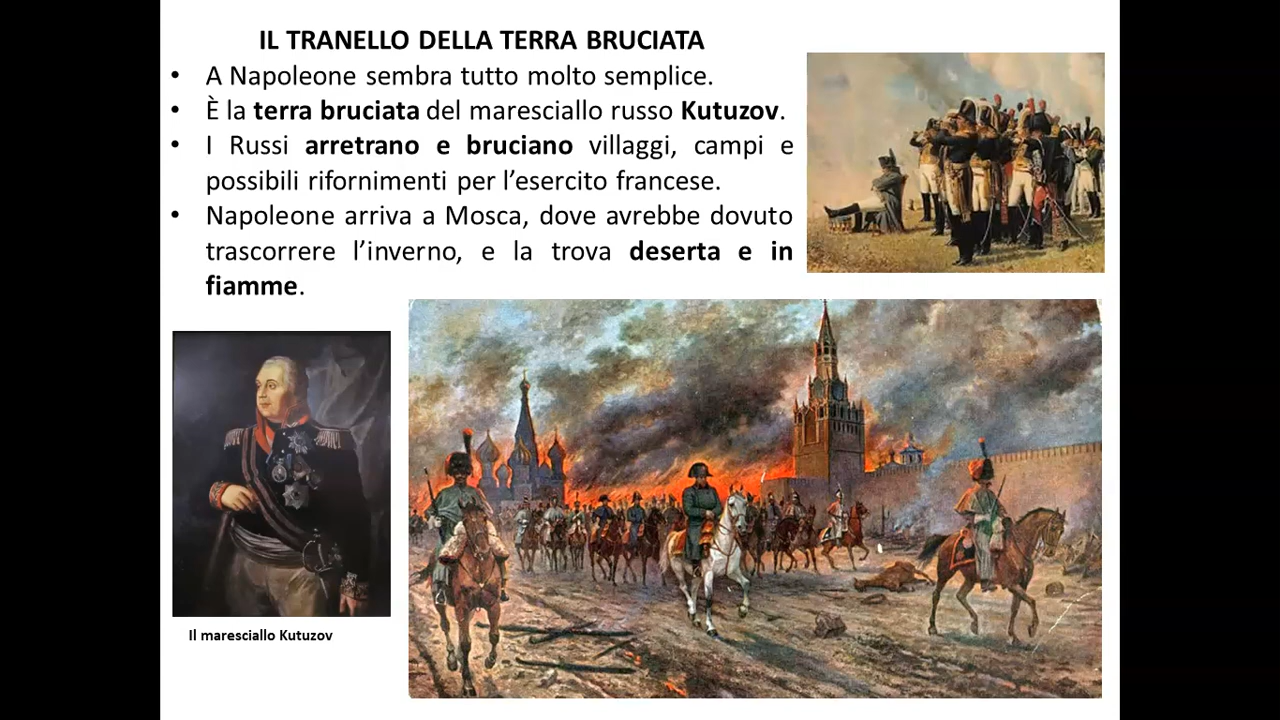 IL TRANELLO DELLA TERRA BRUCIATA
• A Napoleone sembra tutto molto semplice.
• È la terra bruciata del maresciallo russo Kutuzov.
• I Russi arretrano e bruciano villaggi, campi e
possibili rifornimenti per l’esercito francese.
• Napoleone arriva a Mosca, dove avrebbe dovuto
trascorrere l’inverno, e la trova deserta e in
fiamme.
Il maresciallo Kutuzov